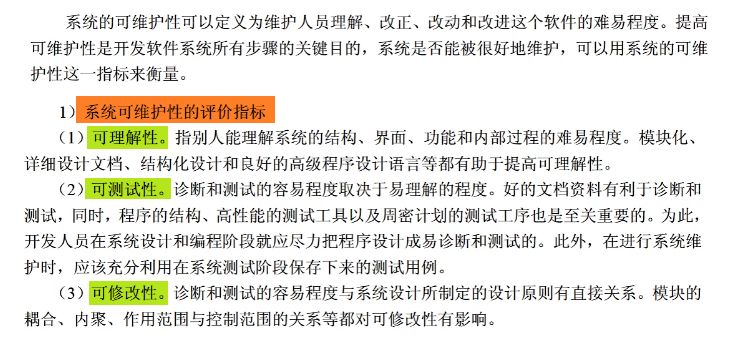 系统的可维护性可以定义为维护人员理解、改正、改动和改进这个软件的难易程度。提高
可维护性是开发软件系统所有步骤的关键目的，系统是否能被很好地维护，可以用系统的可维
护性这一指标来衡量。
1）系统可维护性的评价指标
（1）可理解性。指别人能理解系统的结构、界面、功能和内部过程的难易程度。模块化、
详细设计文档、结构化设计和良好的高级程序设计语言等都有助于提高可理解性。
（2）可测试性。诊断和测试的容易程度取决于易理解的程度。好的文档资料有利于诊断和
测试，同时，程序的结构、高性能的测试工具以及周密计划的测试工序也是至关重要的。为此，
开发人员在系统设计和编程阶段就应尽力把程序设计成易诊断和测试的。此外，在进行系统维
护时，应该充分利用在系统测试阶段保存下来的测试用例。
（3）可修改性。诊断和测试的容易程度与系统设计所制定的设计原则有直接关系。模块的
耦合、内聚、作用范围与控制范围的关系等都对可修改性有影响。